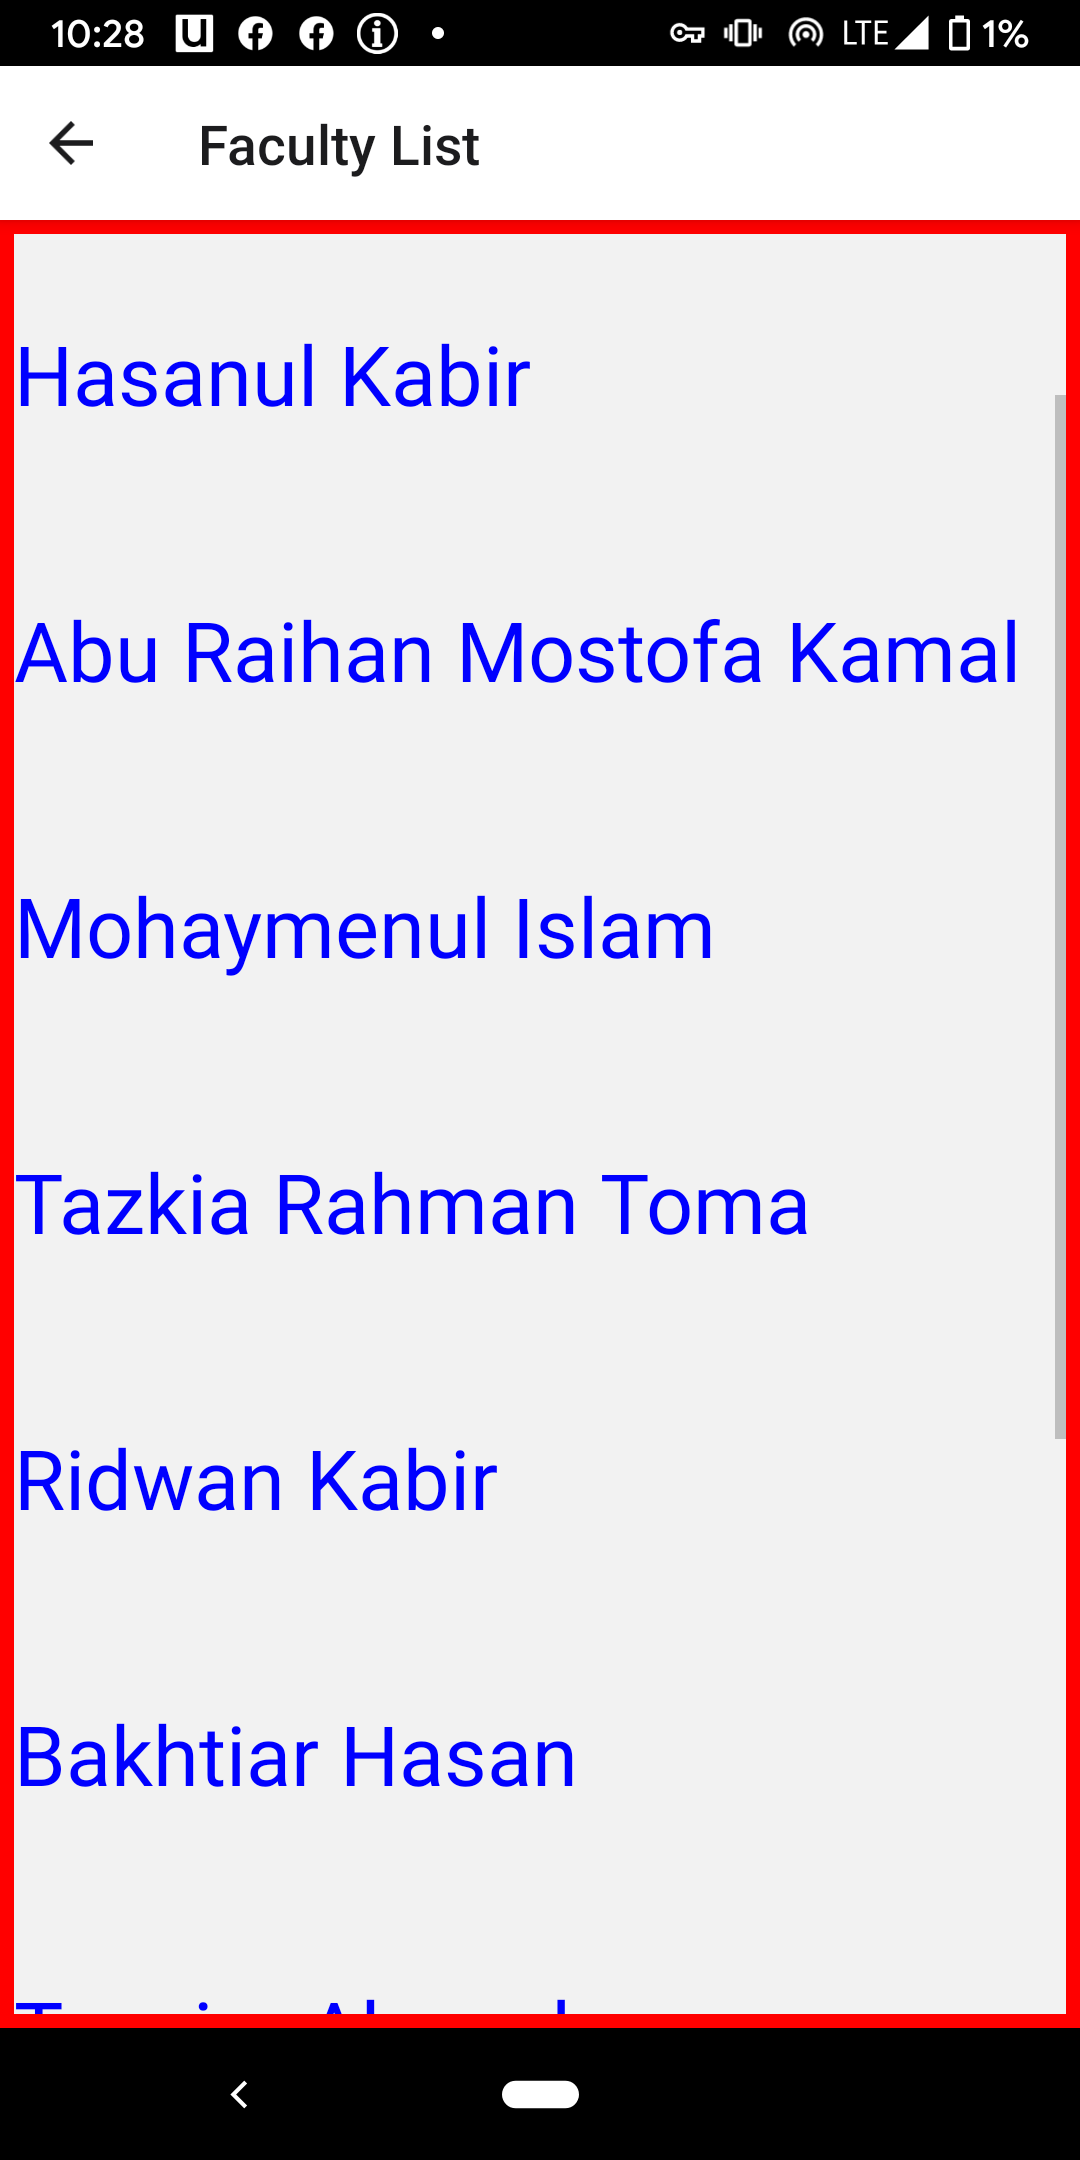 10:28 LTE 1%
Faculty List
Hasanul Kabir
Abu Raihan Mostofa Kamal
Mohaymenul Islam
Tazkia Rahman Toma
Ridwan Kabir
Bakhtiar Hasan